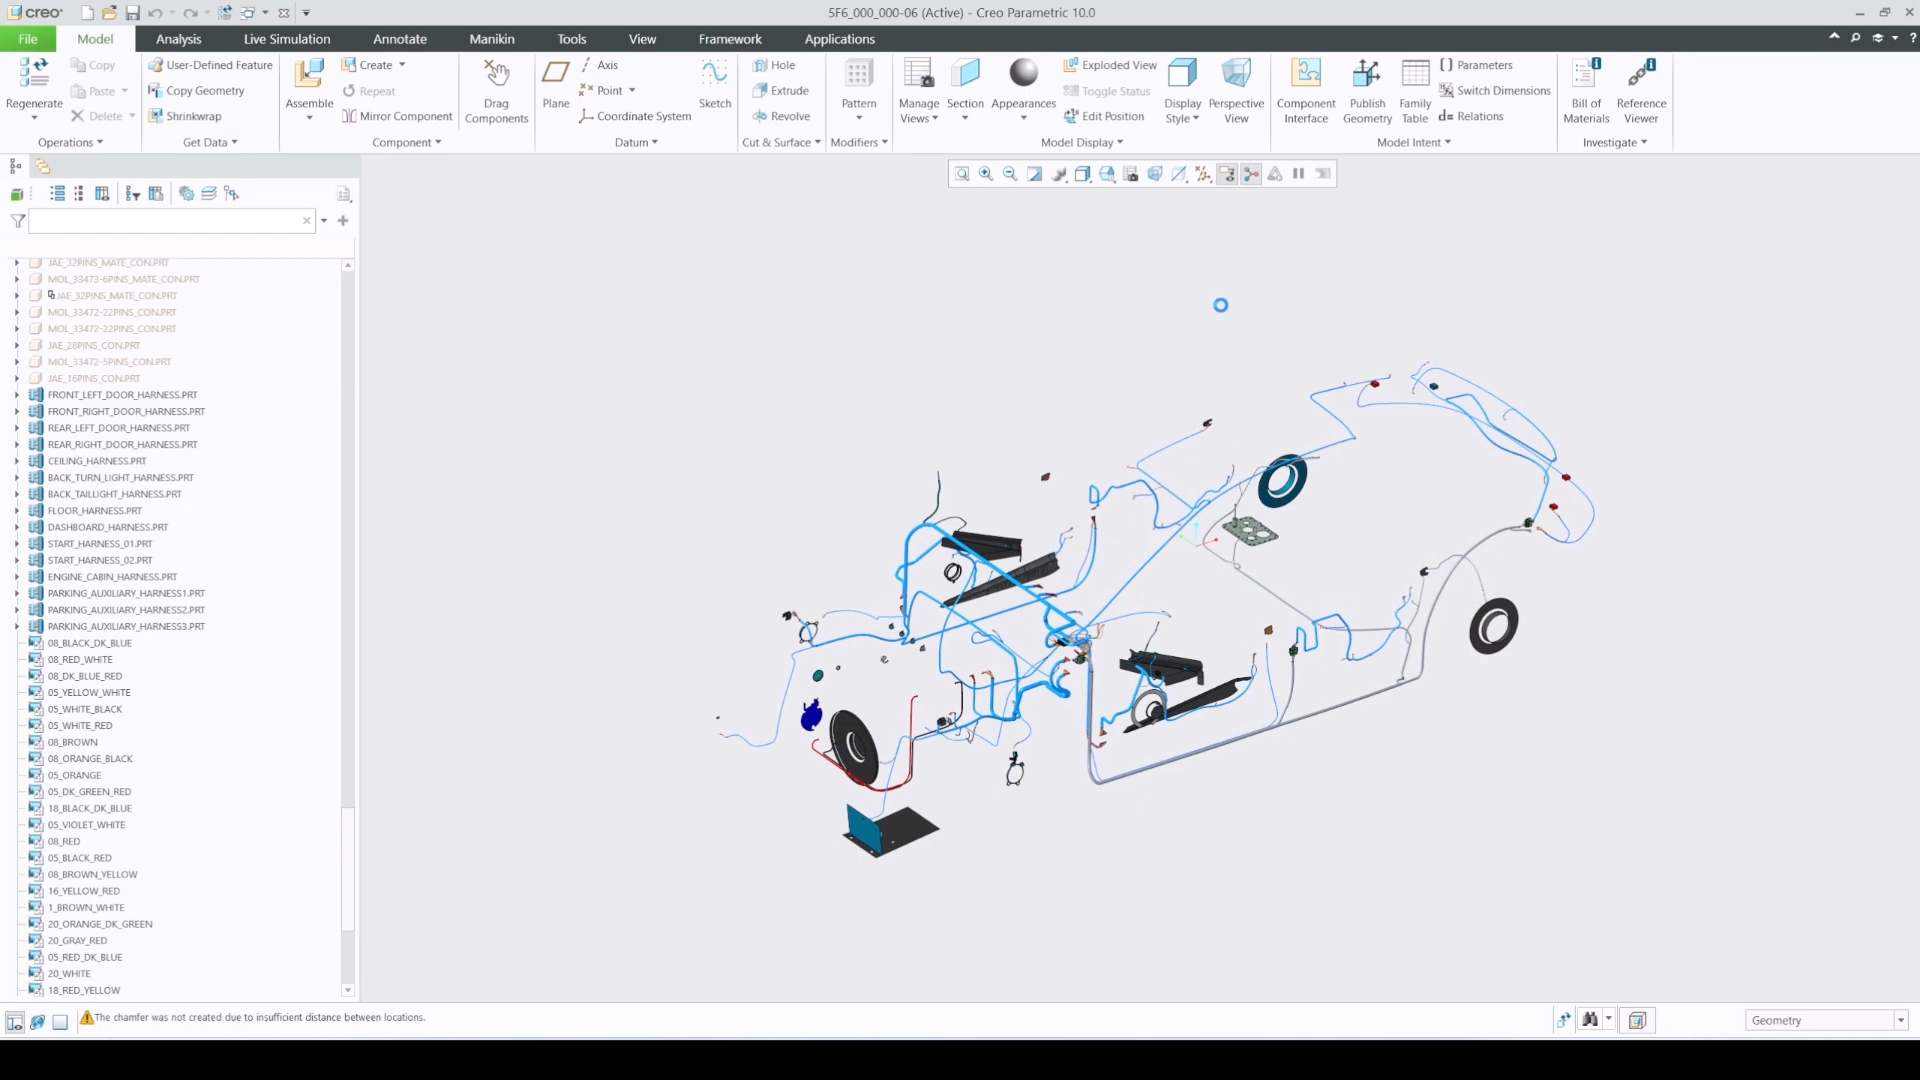 creo
5F6_000_000-06 (Active) - Creo Parametric 10.0
File Model Analysis Live Simulation Annotate Manikin Tools View Framework Applications
Regenerate
Copy
Paste
Delete
Operations
User-Defined Feature
Copy Geometry
Shrinkwrap
Get Data
Assemble
Create
Repeat
Mirror Component
Drag
Components
Component
Plane
Axis
Point
Coordinate System
Sketch
Datum
Hole
Extrude
Revolve
Cut & Surface
Pattern
Modifiers
Manage
Views
Section
Appearances
Exploded View
Toggle Status
Edit Position
Display
Style
Perspective
View
Model Display
Component
Interface
Publish
Geometry
Family
Table
Parameters
Switch Dimensions
Relations
Model Intent
Bill of
Materials
Reference
Viewer
Investigate
JAE_32PINS_MATE_CON.PRT
MOL_33473-6PINS_MATE_CON.PRT
JAE_32PINS_MATE_CON.PRT
MOL_33472-22PINS_CON.PRT
MOL_33472-22PINS_CON.PRT
JAE_28PINS_CON.PRT
MOL_33472-5PINS_CON.PRT
JAE_16PINS_CON.PRT
FRONT_LEFT_DOOR_HARNESS.PRT
FRONT_RIGHT_DOOR_HARNESS.PRT
REAR_LEFT_DOOR_HARNESS.PRT
REAR_RIGHT_DOOR_HARNESS.PRT
CEILING_HARNESS.PRT
BACK_TURN_LIGHT_HARNESS.PRT
BACK_TAILLIGHT_HARNESS.PRT
FLOOR_HARNESS.PRT
DASHBOARD_HARNESS.PRT
START_HARNESS_01.PRT
START_HARNESS_02.PRT
ENGINE_CABIN_HARNESS.PRT
PARKING_AUXILIARY_HARNESS1.PRT
PARKING_AUXILIARY_HARNESS2.PRT
PARKING_AUXILIARY_HARNESS3.PRT
08_BLACK_DK_BLUE
08_RED_WHITE
08_DK_BLUE_RED
05_YELLOW_WHITE
05_WHITE_BLACK
05_WHITE_RED
08_BROWN
08_ORANGE_BLACK
05_ORANGE
05_DK_GREEN_RED
18_BLACK_DK_BLUE
05_VIOLET_WHITE
08_RED
05_BLACK_RED
08_BROWN_YELLOW
16_YELLOW_RED
1_BROWN_WHITE
20_ORANGE_DK_GREEN
20_GRAY_RED
05_RED_DK_BLUE
20_WHITE
18_RED_YELLOW
The chamfer was not created due to insufficient distance between locations.
Geometry